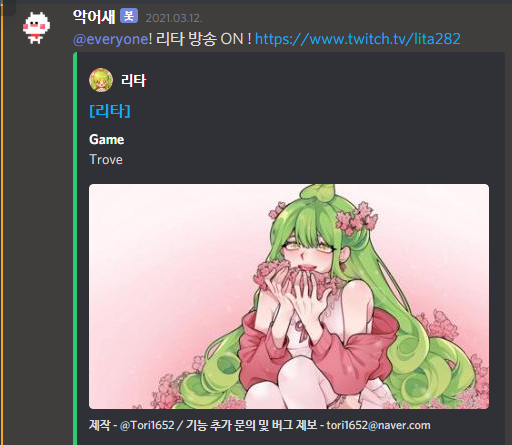 악어새 봇 2021.03.12.
@everyone! 리타 방송 ON ! https://www.twitch.tv/lita282
리타
[리타]
Game
Trove
제작 - @Tori1652 / 기능 추가 문의 및 버그 제보 - tori1652@naver.com